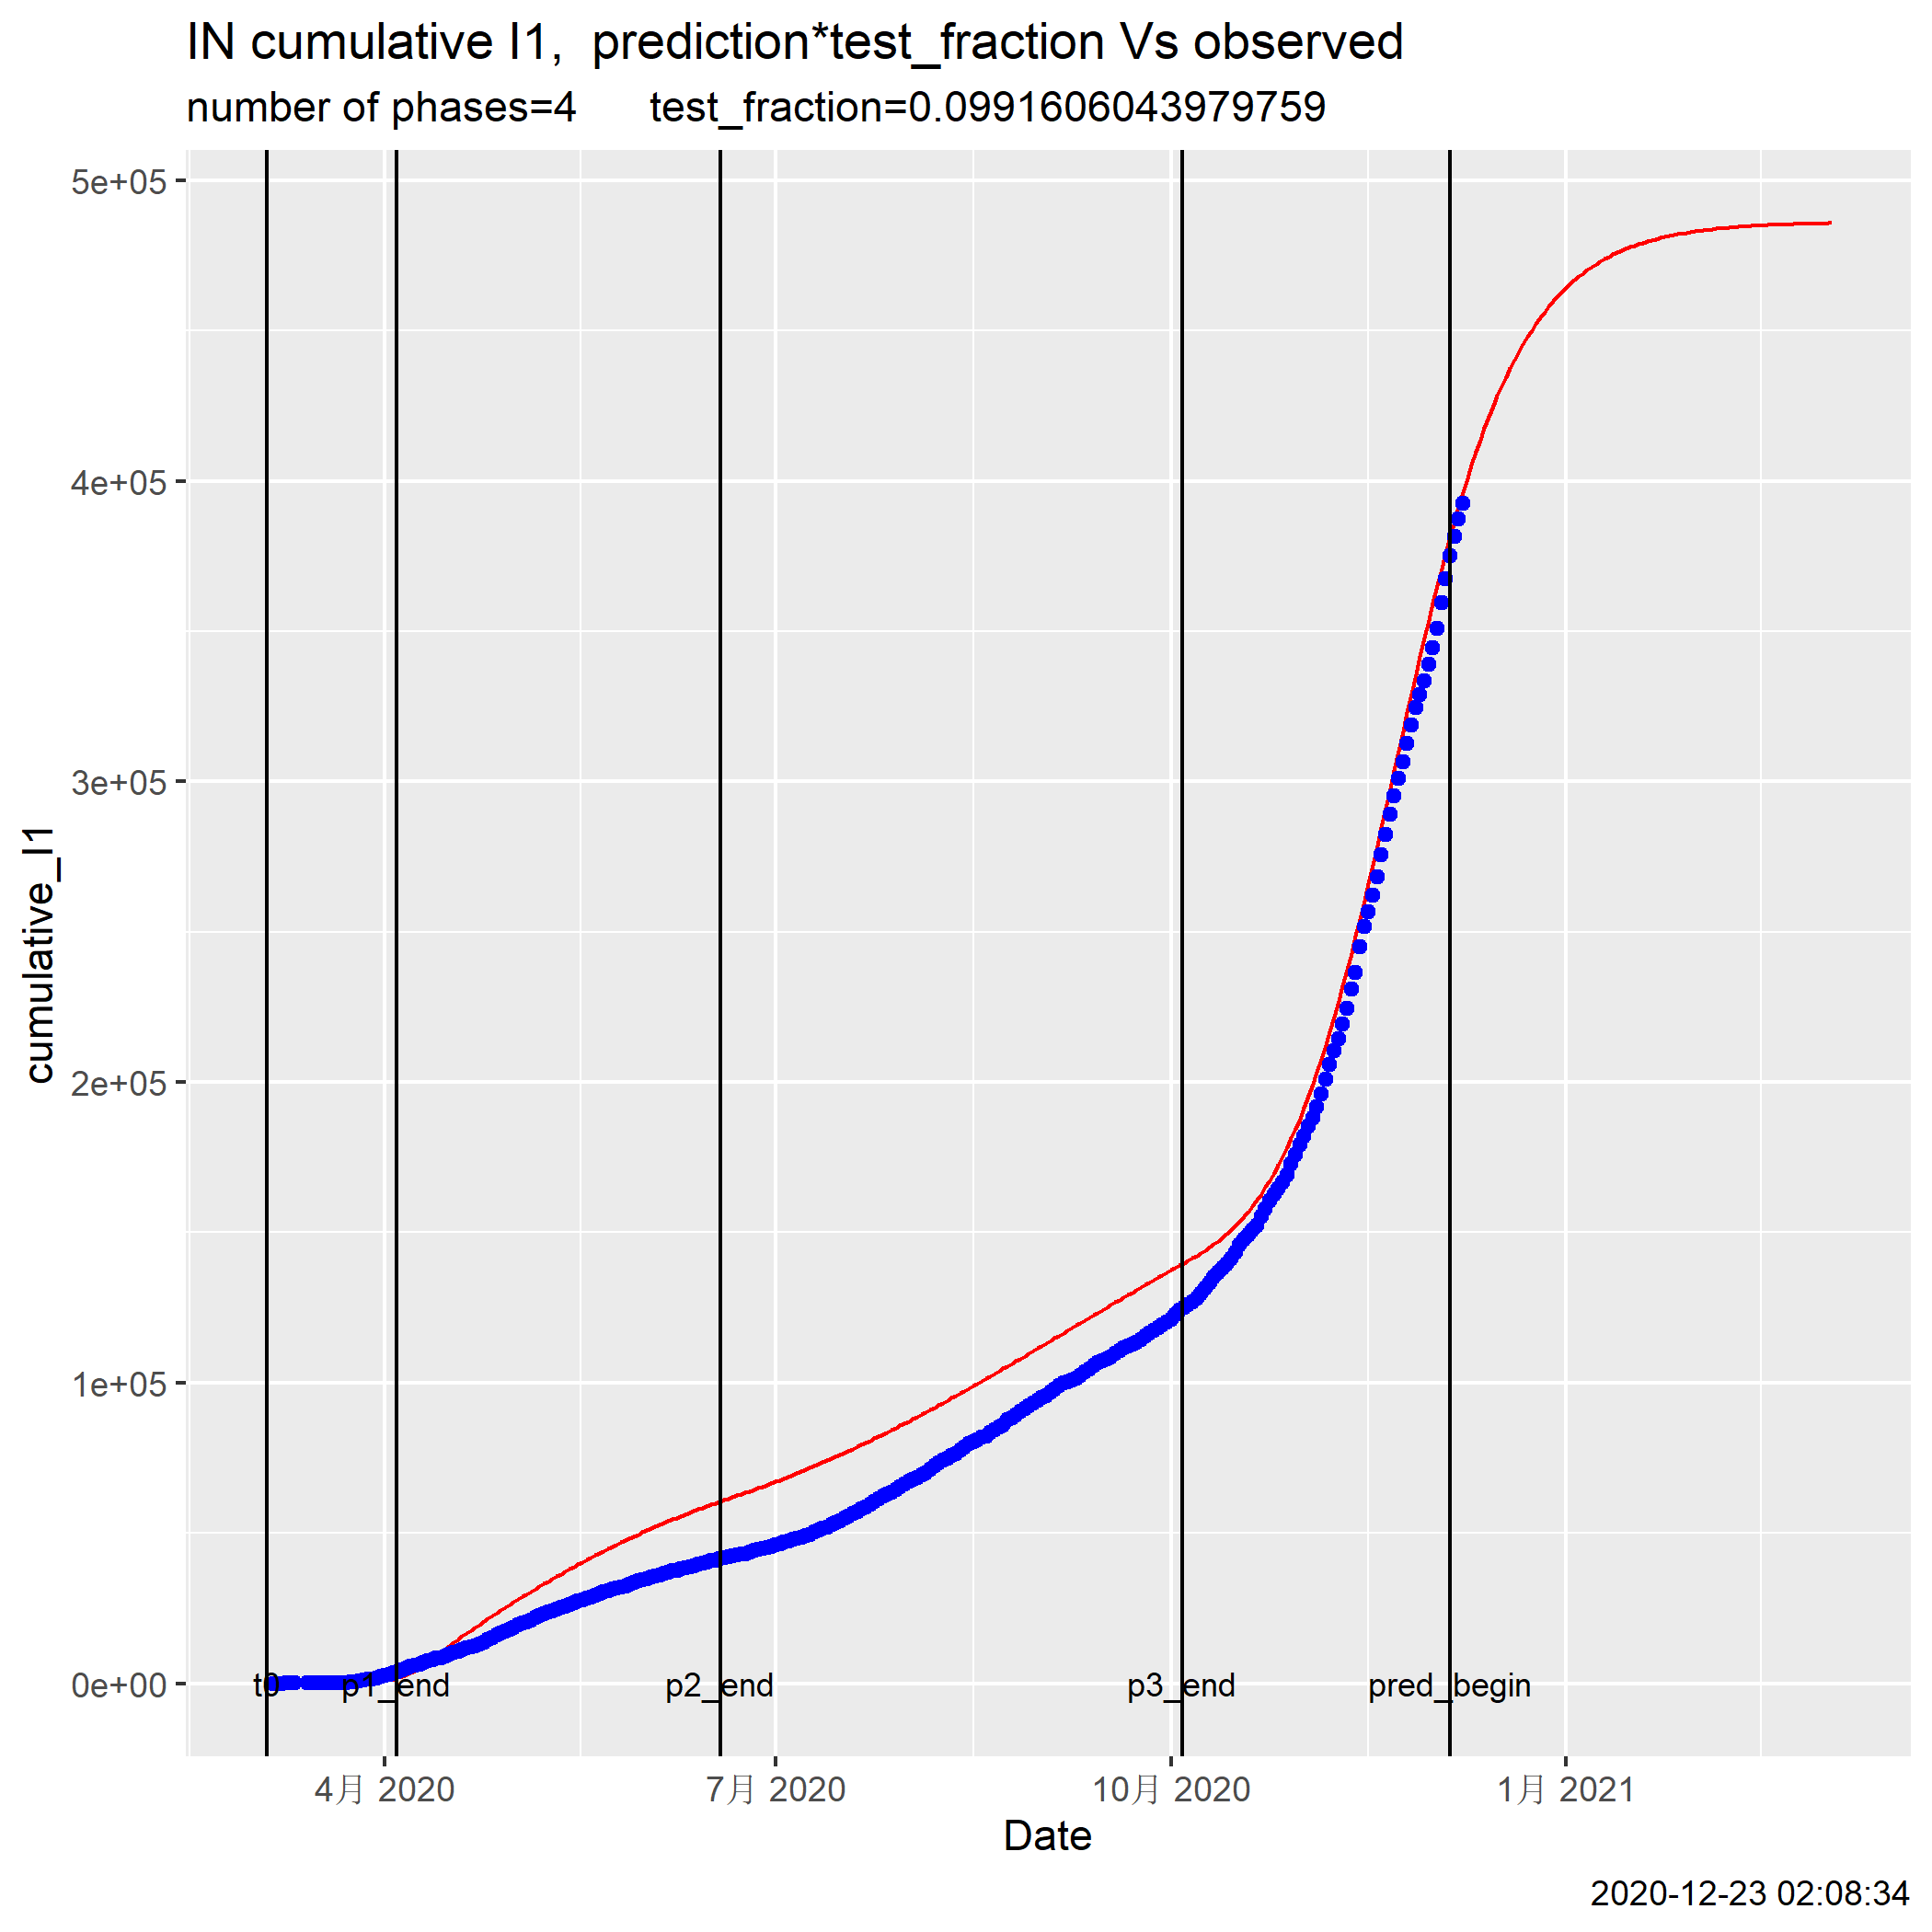 IN cumulative I1,  prediction*test_fraction Vs observed
number of phases=4      test_fraction=0.0991606043979759
5e+05
4e+05
3e+05
2e+05
1e+05
0e+00
cumulative_I1
t0
p1_end
p2_end
p3_end
pred_begin
4月 2020
7月 2020
10月 2020
1月 2021
Date
2020-12-23 02:08:34